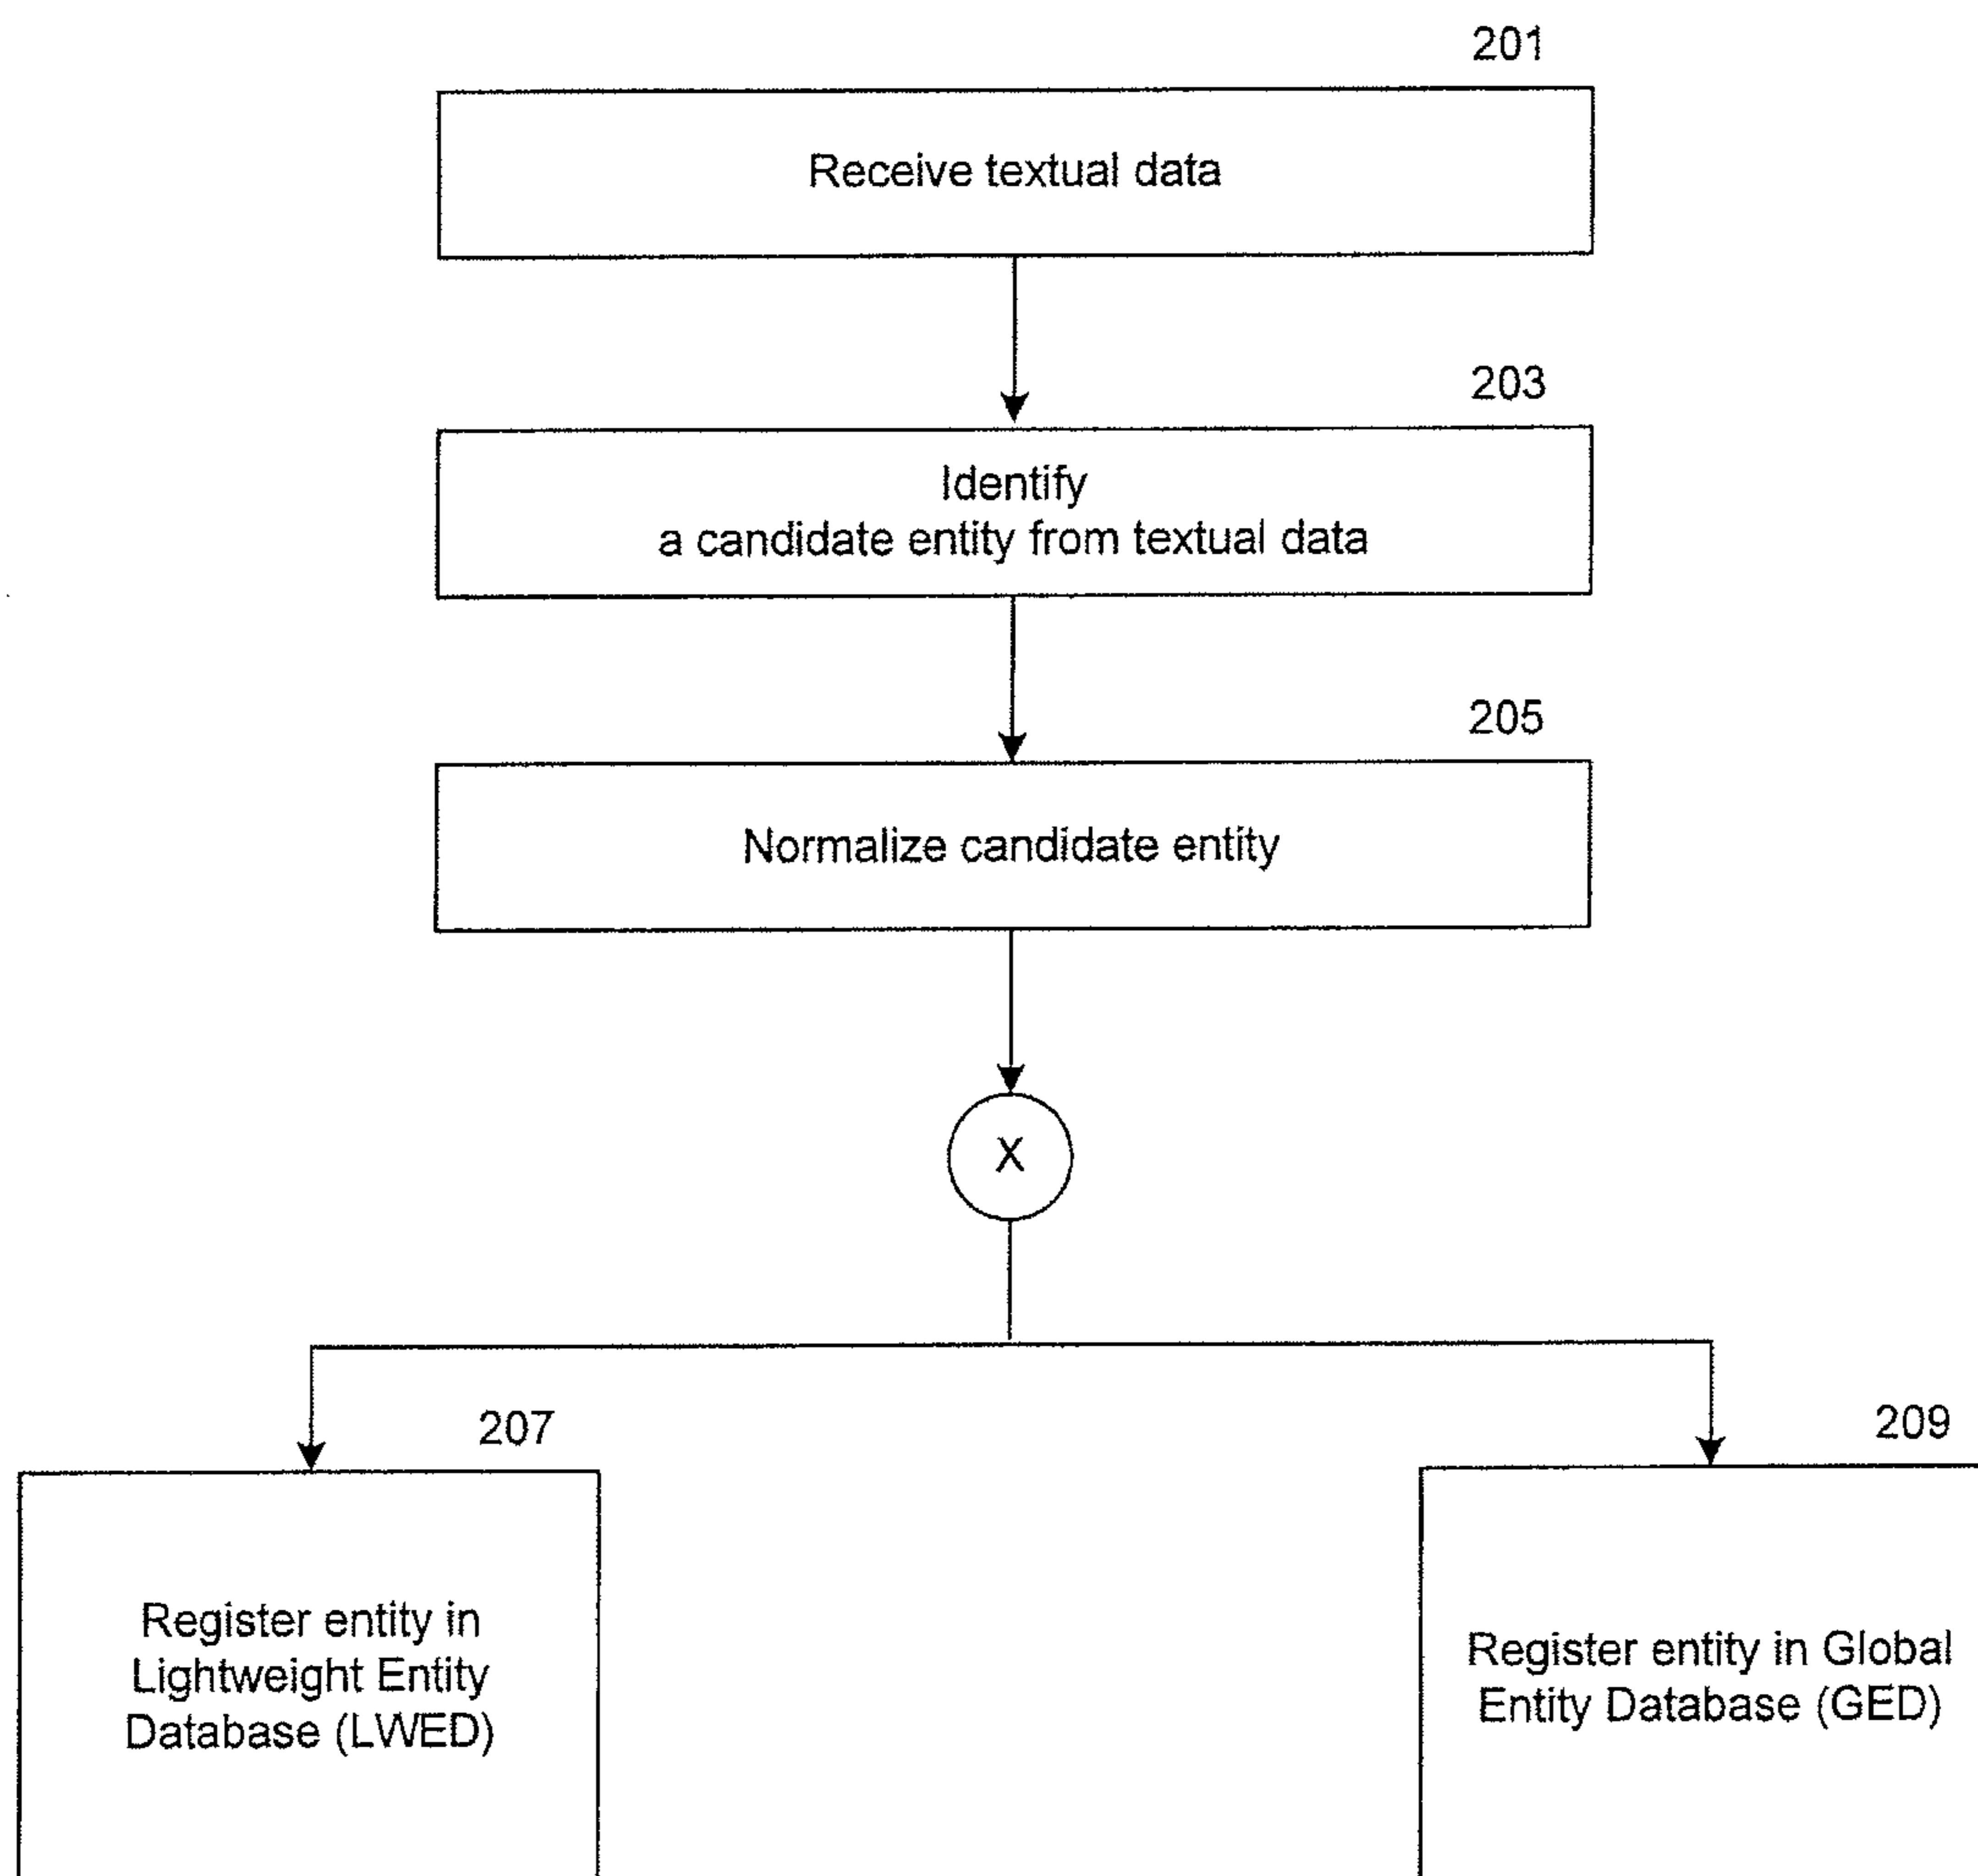 201
Receive textual data
203
Identify
a candidate entity from textual data
205
Normalize candidate entity
X
207
209
Register entity in
Lightweight Entity
Database (LWED)
Register entity in Global
Entity Database (GED)